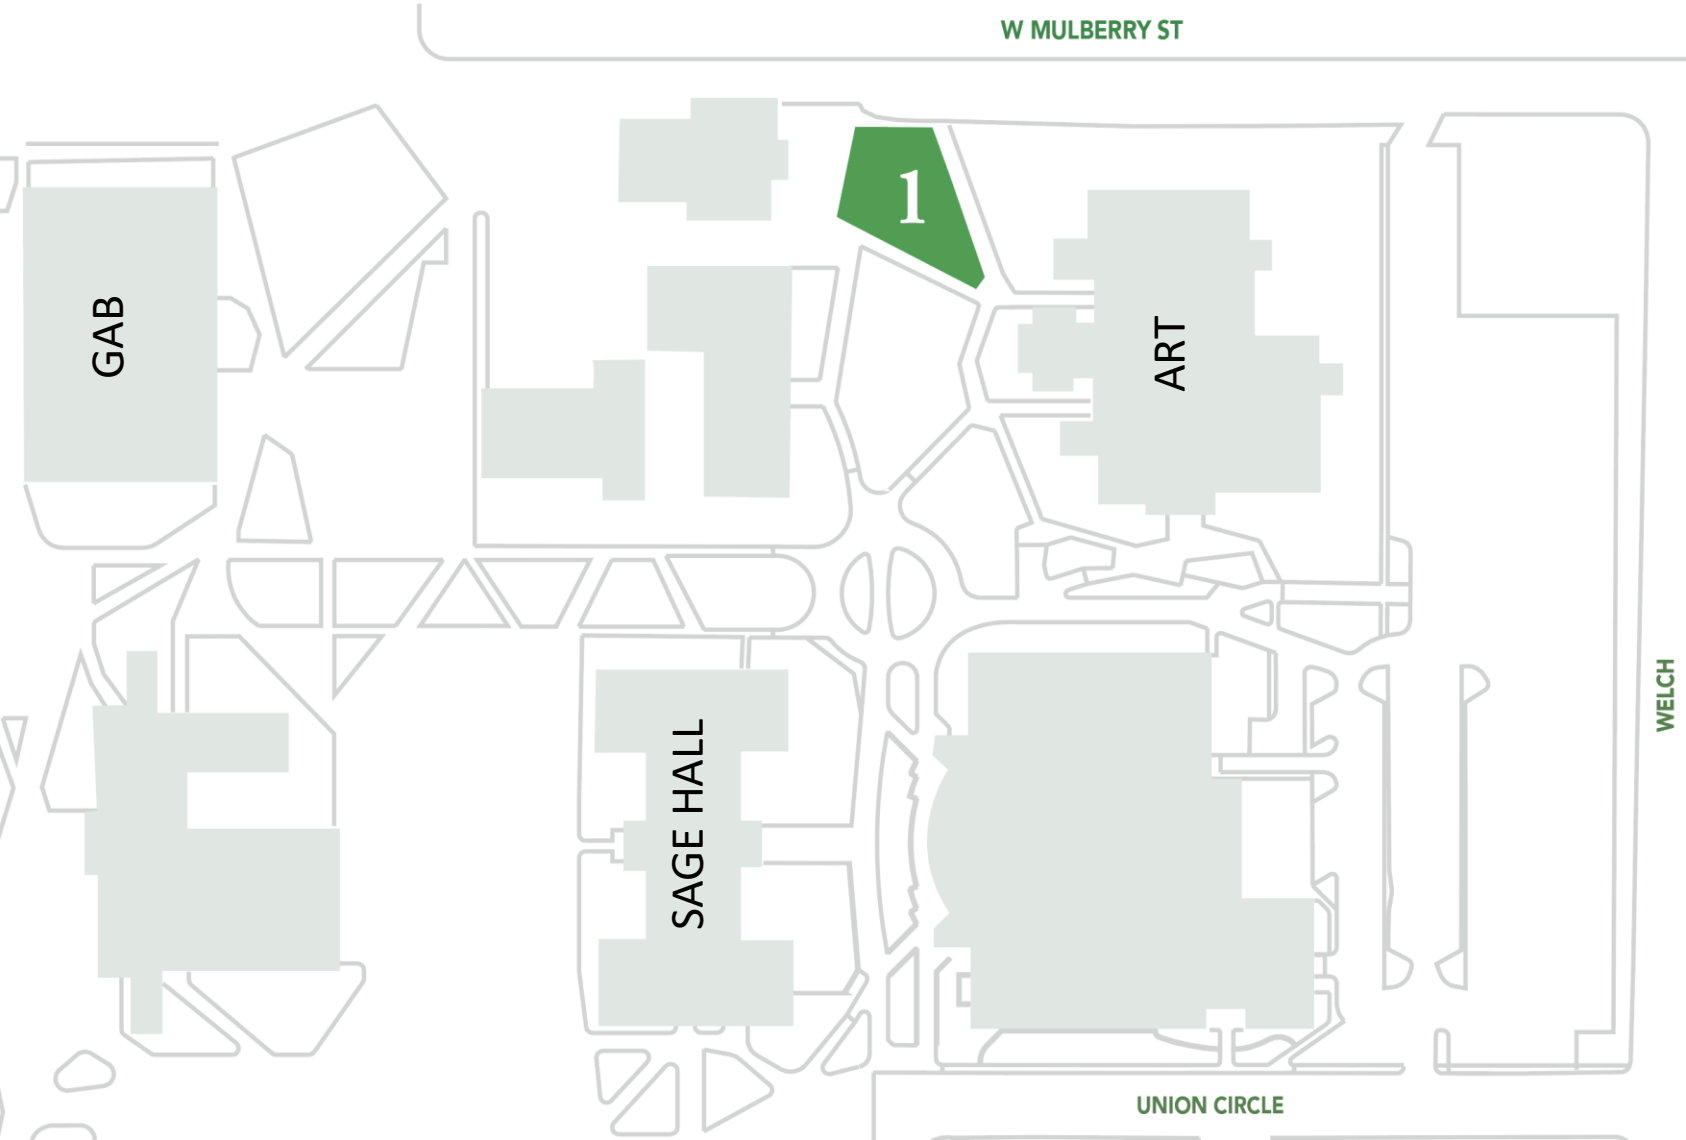 W MULBERRY ST
1
GAB
ART
SAGE HALL
WELCH
UNION CIRCLE